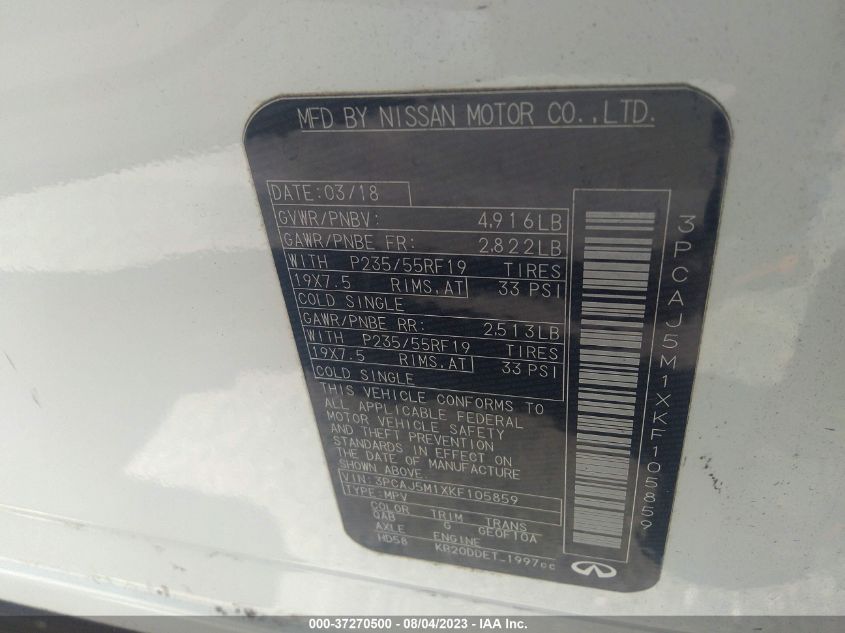 MFD BY NISSAN MOTOR CO.,LTD.
DATE:03/18
GVWR/PNBV: 4,916LB
GAWR/PNBE FR: 2,822LB
WITH P235/55RF19 TIRES
19X7.5 RIMS,AT 33 PSI
COLD SINGLE
GAWR/PNBE RR: 2,513LB
WITH P235/55RF19 TIRES
19X7.5 RIMS,AT 33 PSI
COLD SINGLE
THIS VEHICLE CONFORMS TO
ALL APPLICABLE FEDERAL
MOTOR VEHICLE SAFETY
AND THEFT PREVENTION
STANDARDS IN EFFECT ON
THE DATE OF MANUFACTURE
SHOWN ABOVE
VIN:3PCAJ5M1XKF105859
TYPE:MPV
COLOR TRIM TRANS
QAB G GE0F10A
AXLE ENGINE
HD58 KR20DDET 1997cc
3PCAJ5M1XKF105859
000-37270500 - 08/04/2023 - IAA Inc.